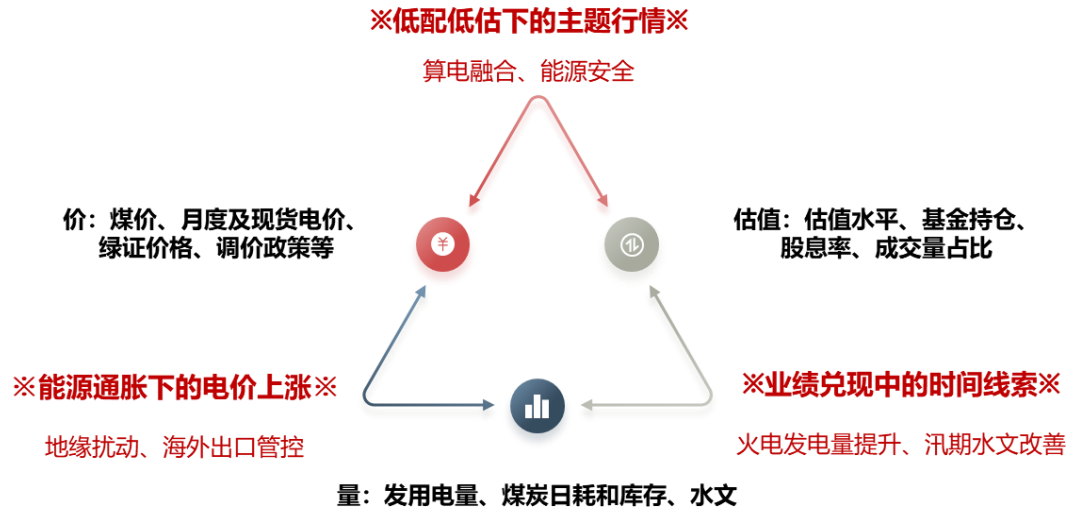 ※低配低估下的主题行情※
算电融合、能源安全
价：煤价、月度及现货电价、
绿证价格、调价政策等
¥
估值：估值水平、基金持仓、
股息率、成交量占比
※能源通胀下的电价上涨※
地缘扰动、海外出口管控
※业绩兑现中的时间线索※
火电发电量提升、汛期水文改善
量：发用电量、煤炭日耗和库存、水文